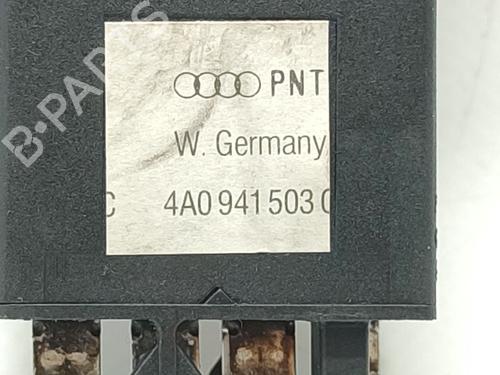 B-PARTS
PNT
W. Germany
C 4A0 941 503 C